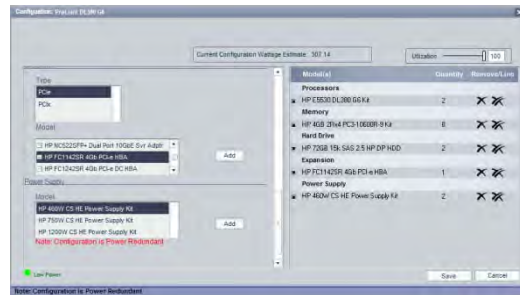 Configuration: ProLiant DL380 G6
Current Configuration Wattage Estimate 307.14
Utilization
100
Type
PCIe
PCIx
Model
HP NC522SFP+ Dual Port 10GbE Svr Adptr
HP FC1142SR 4Gb PCI-e HBA
HP FC1242SR 4Gb PCI-e DC HBA
Add
Power Supply
Model
HP 460W CS HE Power Supply Kit
HP 750W CS HE Power Supply Kit
HP 1200W CS HE Power Supply Kit
Add
Note: Configuration is Power Redundant
Low Power
Model(s) Quantity Remove/Less
Processors
HP E5530 DL380 G6 Kit 2
Memory
HP 4GB 2Rx4 PC3-10600R-9 Kit 6
Hard Drive
HP 72GB 15k SAS 2.5 HP DP HDD 2
Expansion
HP FC1142SR 4Gb PCI-e HBA 1
Power Supply
HP 460W CS HE Power Supply Kit 2
Save Cancel
Note: Configuration is Power Redundant